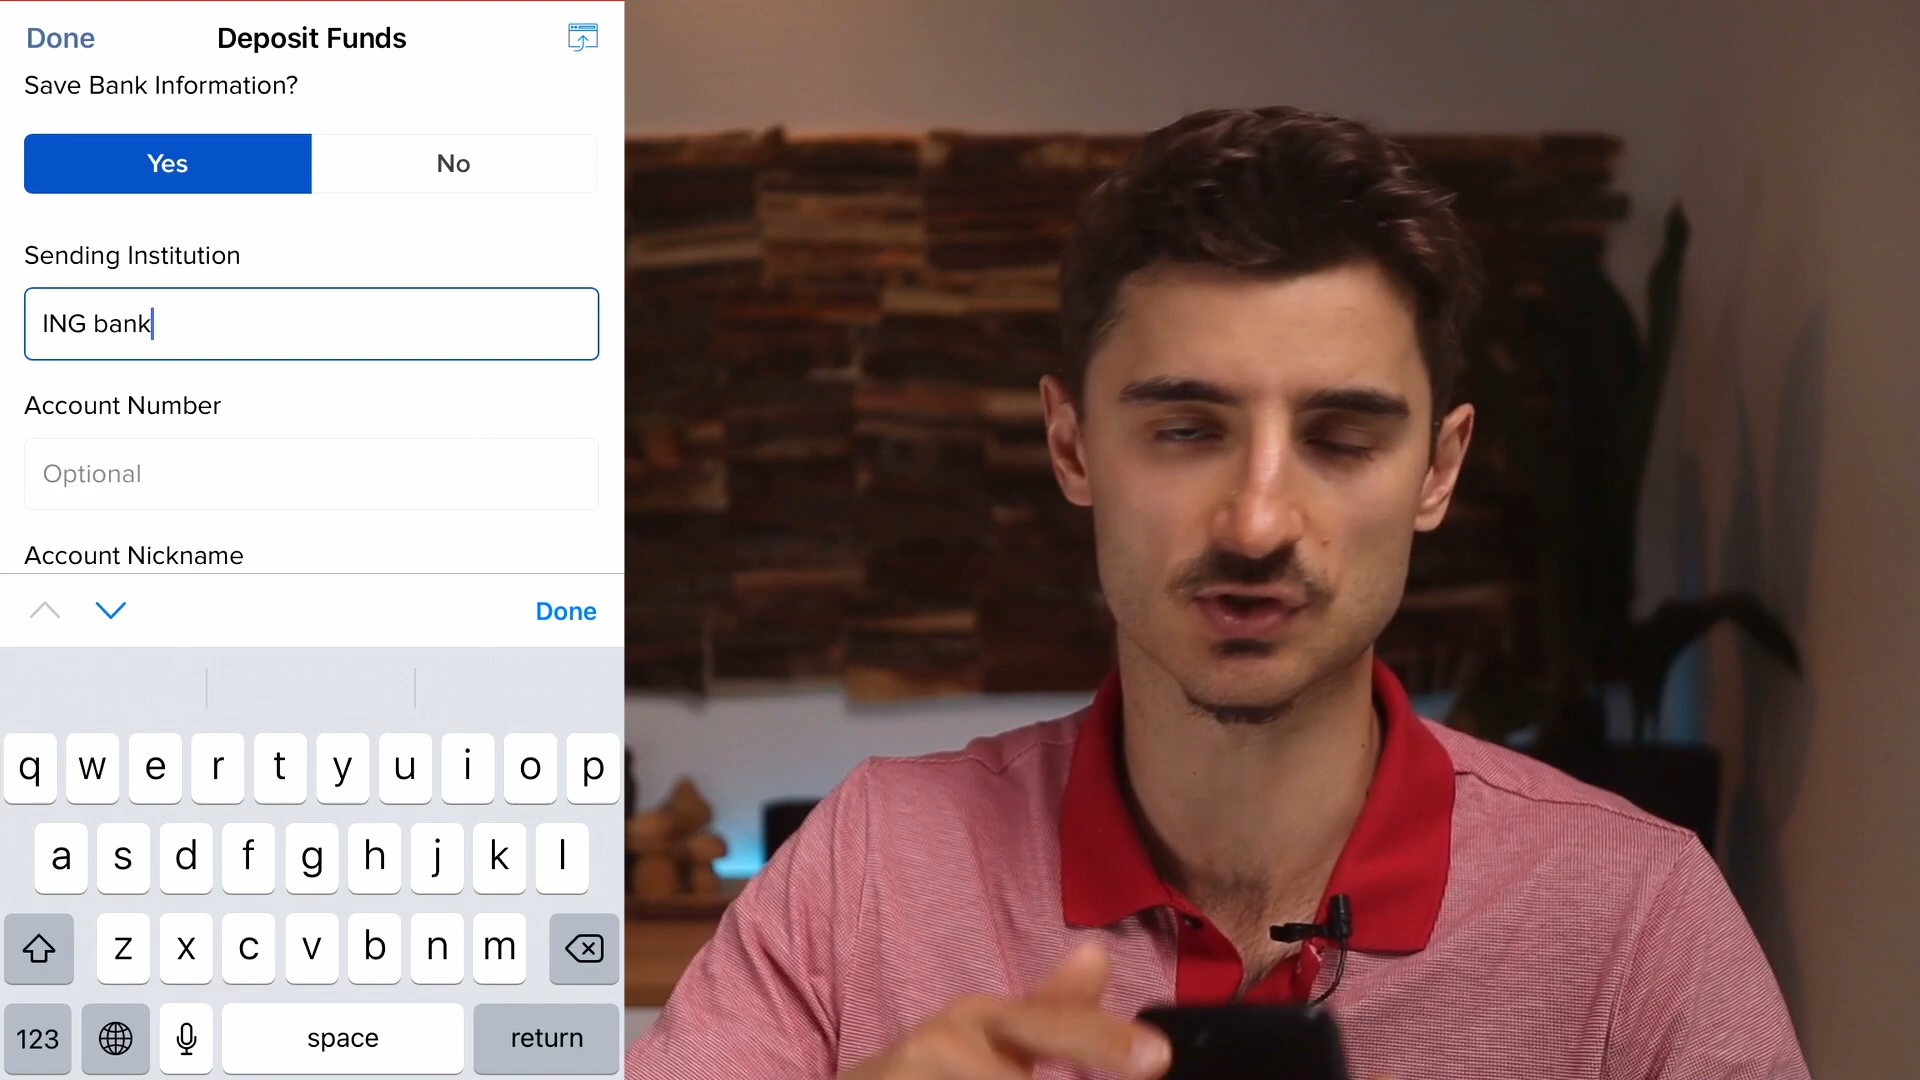 Done Deposit Funds
Save Bank Information?
Yes No
Sending Institution
ING bank
Account Number
Optional
Account Nickname
Done
q w e r t y u i o p
a s d f g h j k l
z x c v b n m
123 space return